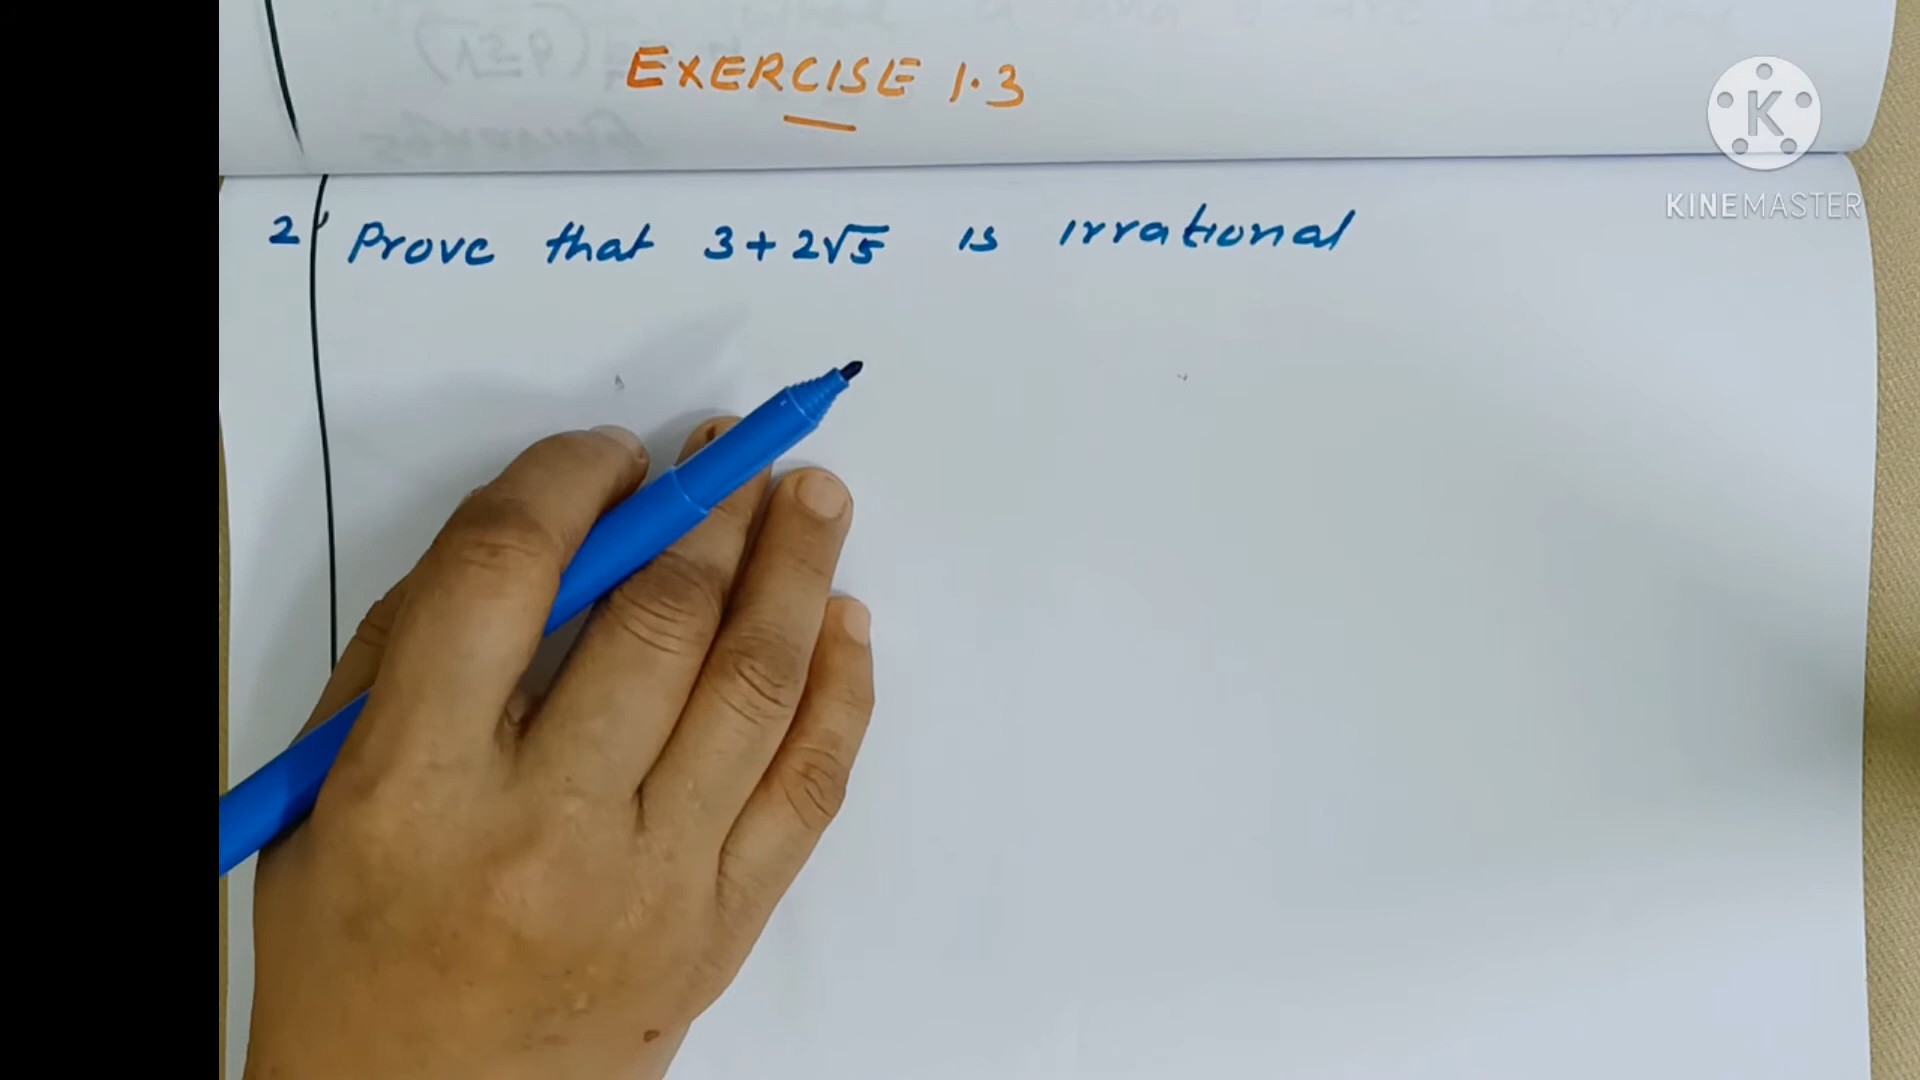 EXERCISE 1.3
K
KINEMASTER
2 Prove that 3+2√5 is irrational